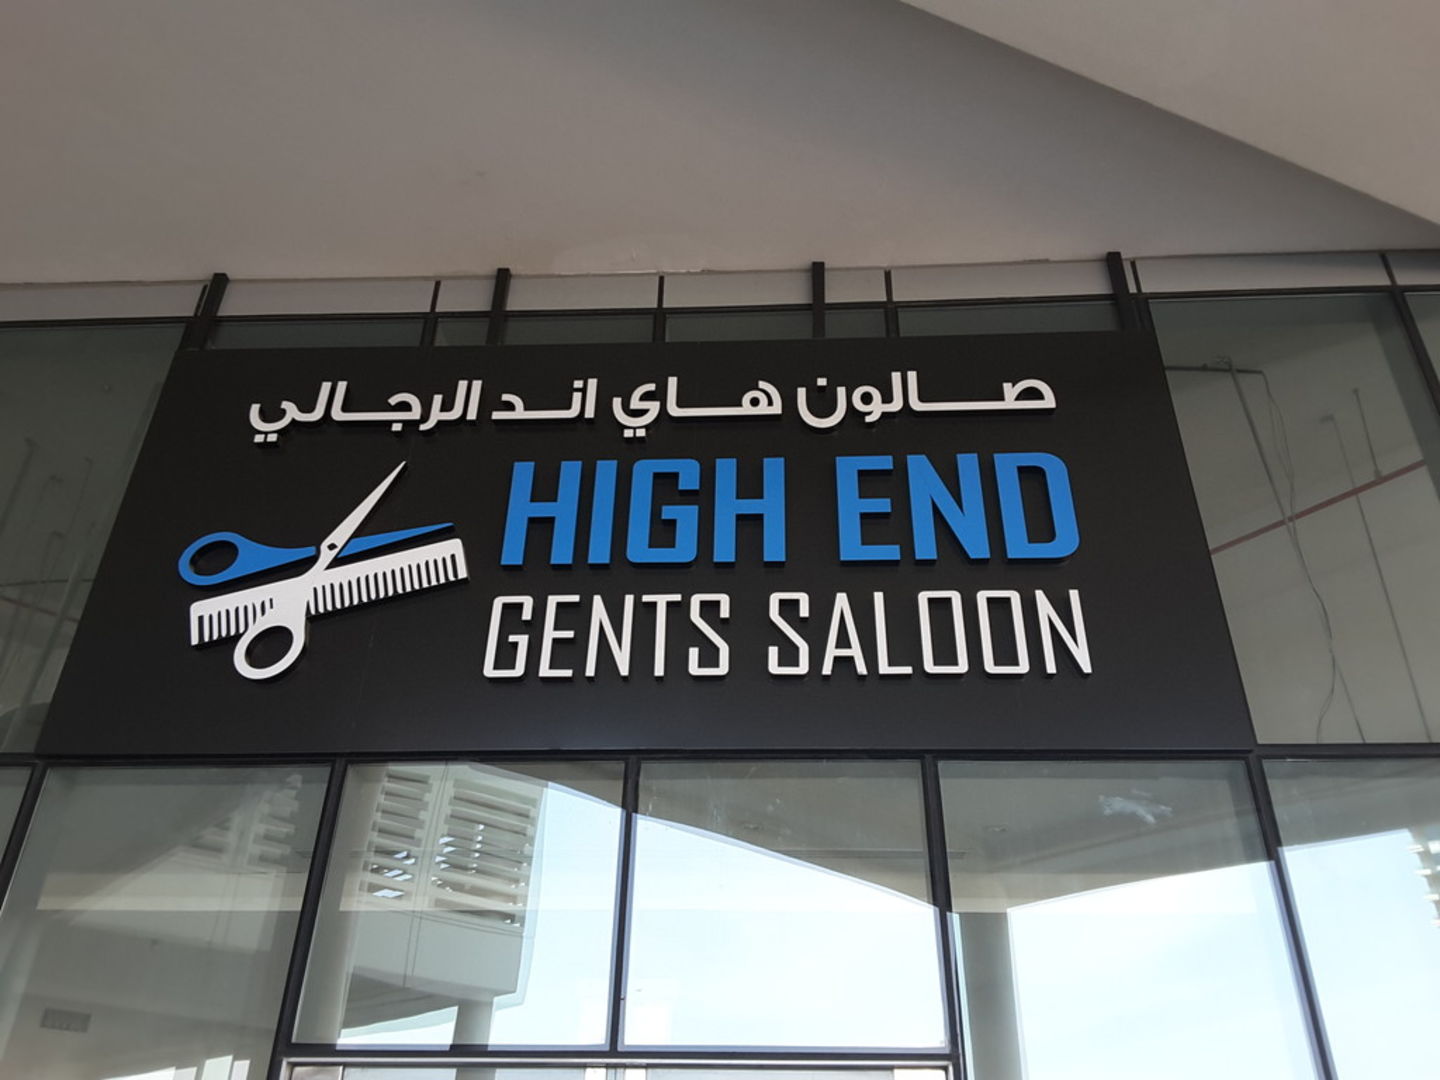 صالون هاي اند الرجالي
HIGH END
GENTS SALOON